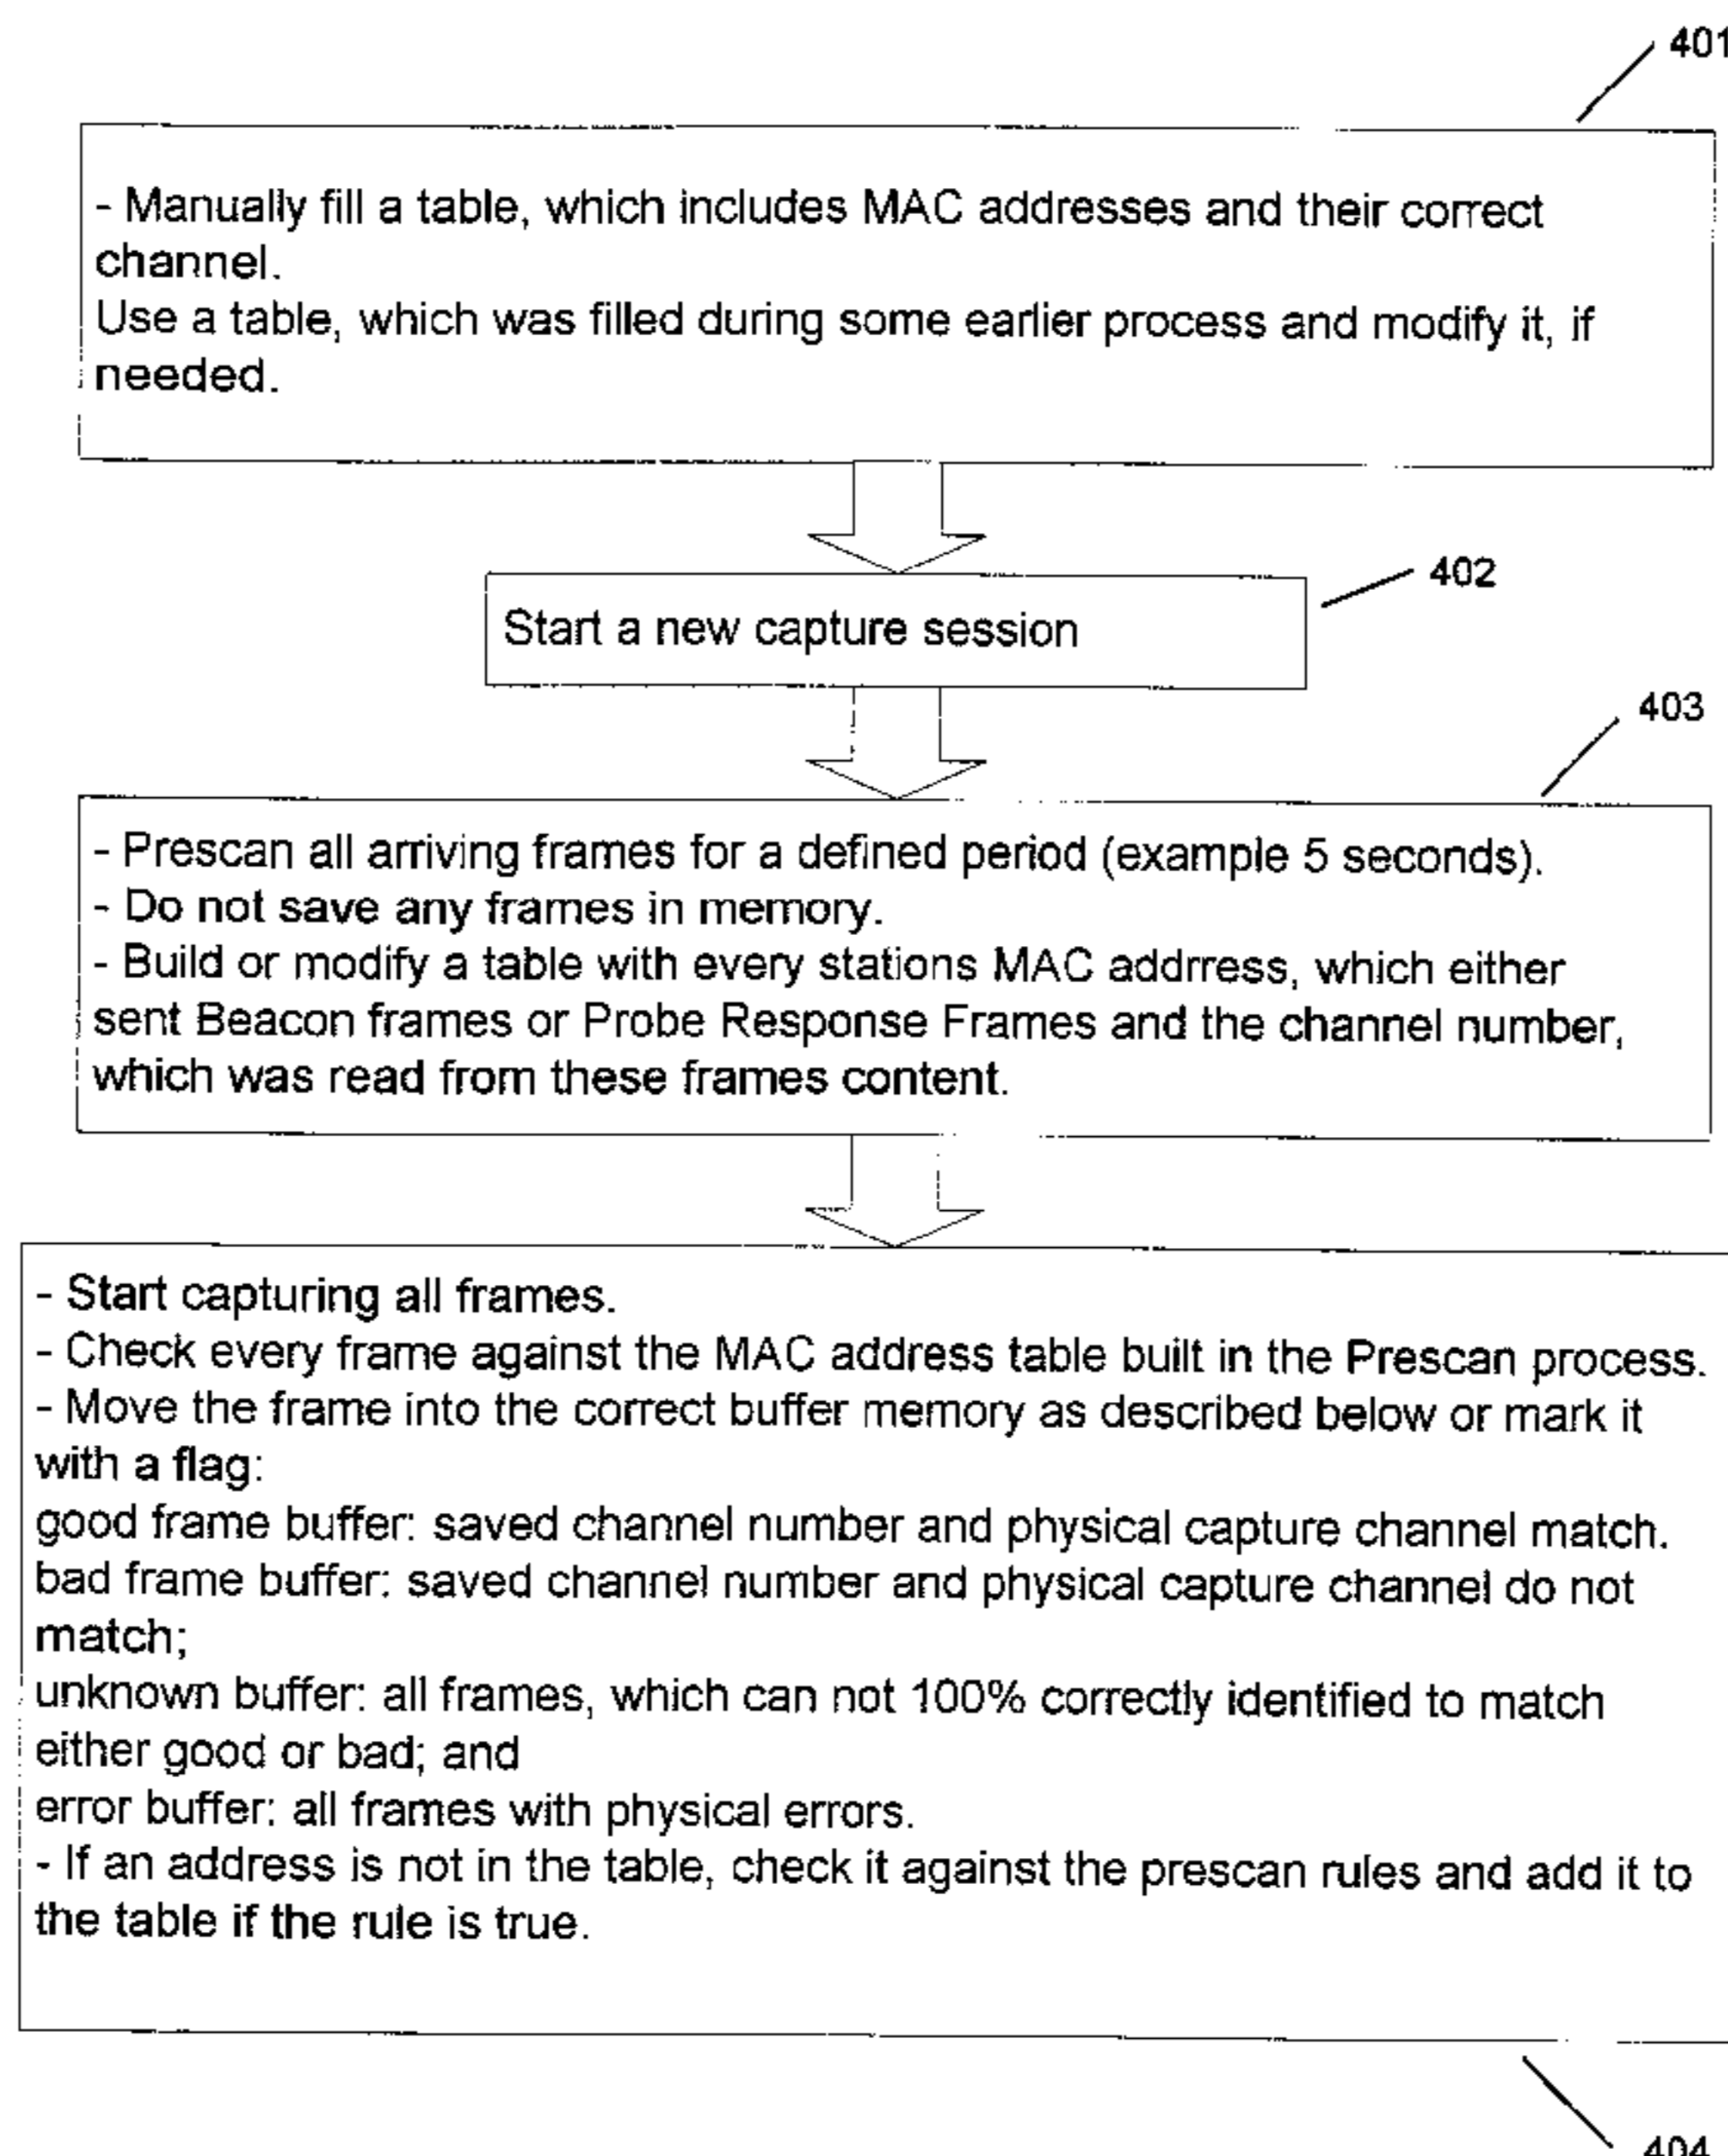 401
- Manually fill a table, which includes MAC addresses and their correct
channel.
Use a table, which was filled during some earlier process and modify it, if
needed.
402
Start a new capture session
403
- Prescan all arriving frames for a defined period (example 5 seconds).
- Do not save any frames in memory.
- Build or modify a table with every stations MAC addrress, which either
sent Beacon frames or Probe Response Frames and the channel number,
which was read from these frames content.
- Start capturing all frames.
- Check every frame against the MAC address table built in the Prescan process.
- Move the frame into the correct buffer memory as described below or mark it
with a flag:
good frame buffer: saved channel number and physical capture channel match.
bad frame buffer: saved channel number and physical capture channel do not
match;
unknown buffer: all frames, which can not 100% correctly identified to match
either good or bad; and
error buffer: all frames with physical errors.
- If an address is not in the table, check it against the prescan rules and add it to
the table if the rule is true.
404